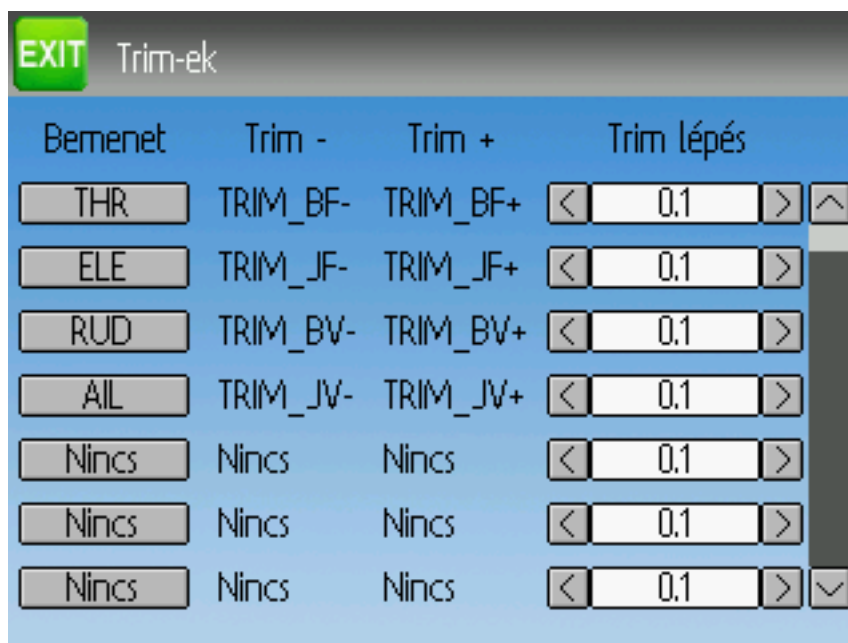 EXIT Trim-ek
Bemenet Trim - Trim + Trim lépés
THR TRIM_BF- TRIM_BF+ < 0.1 >
ELE TRIM_JF- TRIM_JF+ < 0.1 >
RUD TRIM_BV- TRIM_BV+ < 0.1 >
AIL TRIM_JV- TRIM_JV+ < 0.1 >
Nincs Nincs Nincs < 0.1 >
Nincs Nincs Nincs < 0.1 >
Nincs Nincs Nincs < 0.1 >